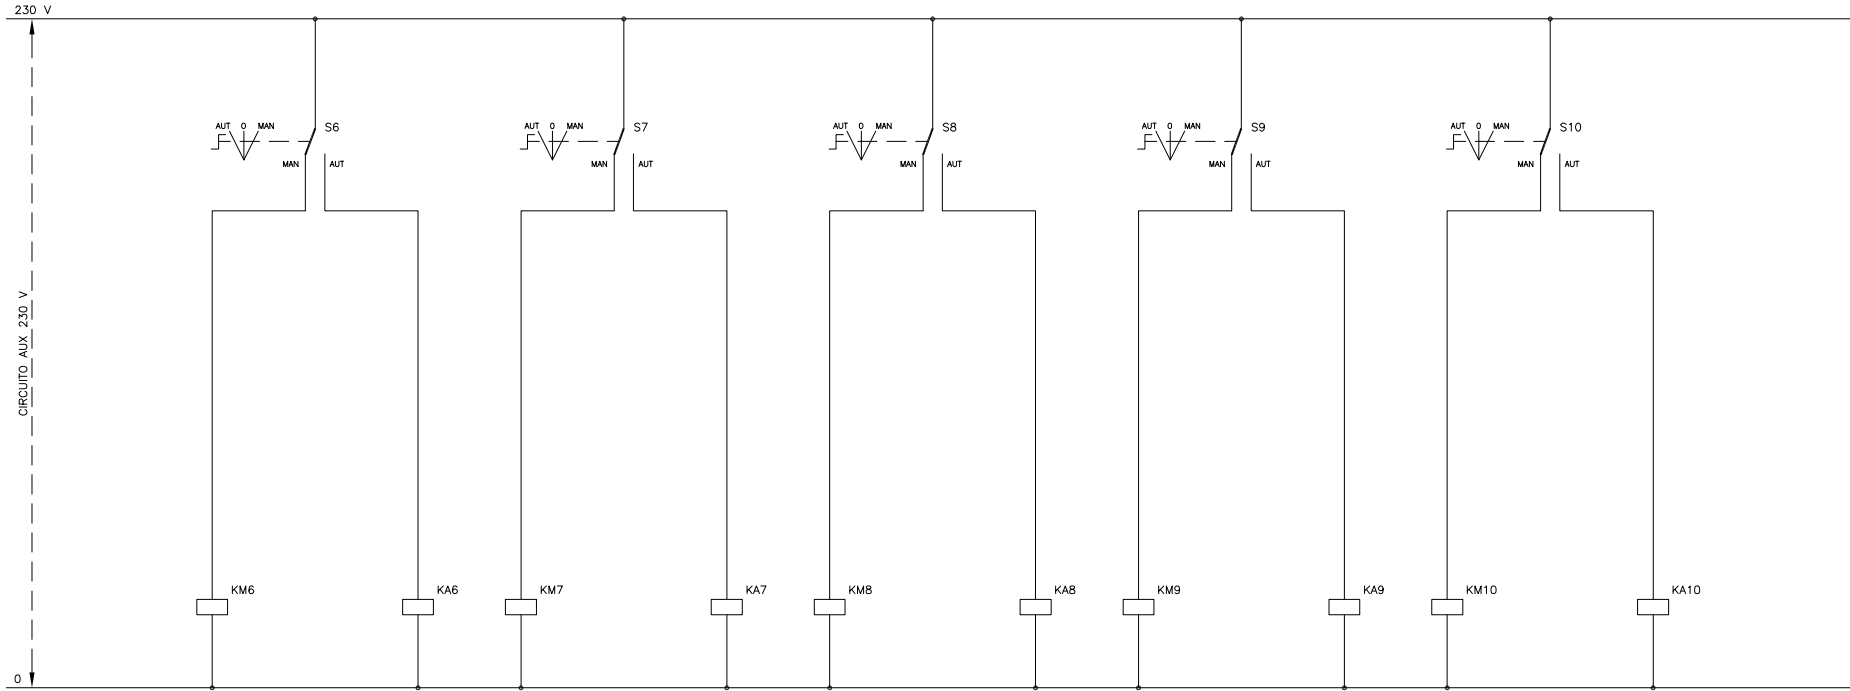 230 V
AUT 0 MAN S6
MAN AUT
AUT 0 MAN S7
MAN AUT
AUT 0 MAN S8
MAN AUT
AUT 0 MAN S9
MAN AUT
AUT 0 MAN S10
MAN AUT
CIRCUITO AUX 230 V
KM6
KA6
KM7
KA7
KM8
KA8
KM9
KA9
KM10
KA10
0